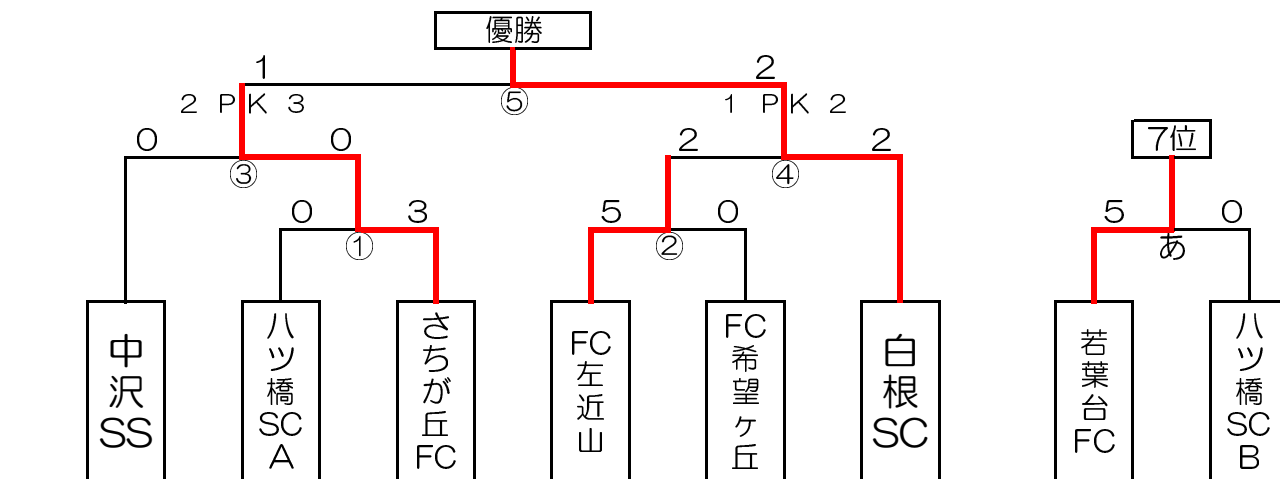 優勝
1
2
⑤
2 PK 3
1 PK 2
0
0
2
2
7位
③
④
0
3
5
0
5
0
①
②
あ
中沢SS
ハツ橋SCA
さちが丘FC
FC左近山
FC希望ヶ丘
白根SC
若葉台FC
ハツ橋SCB